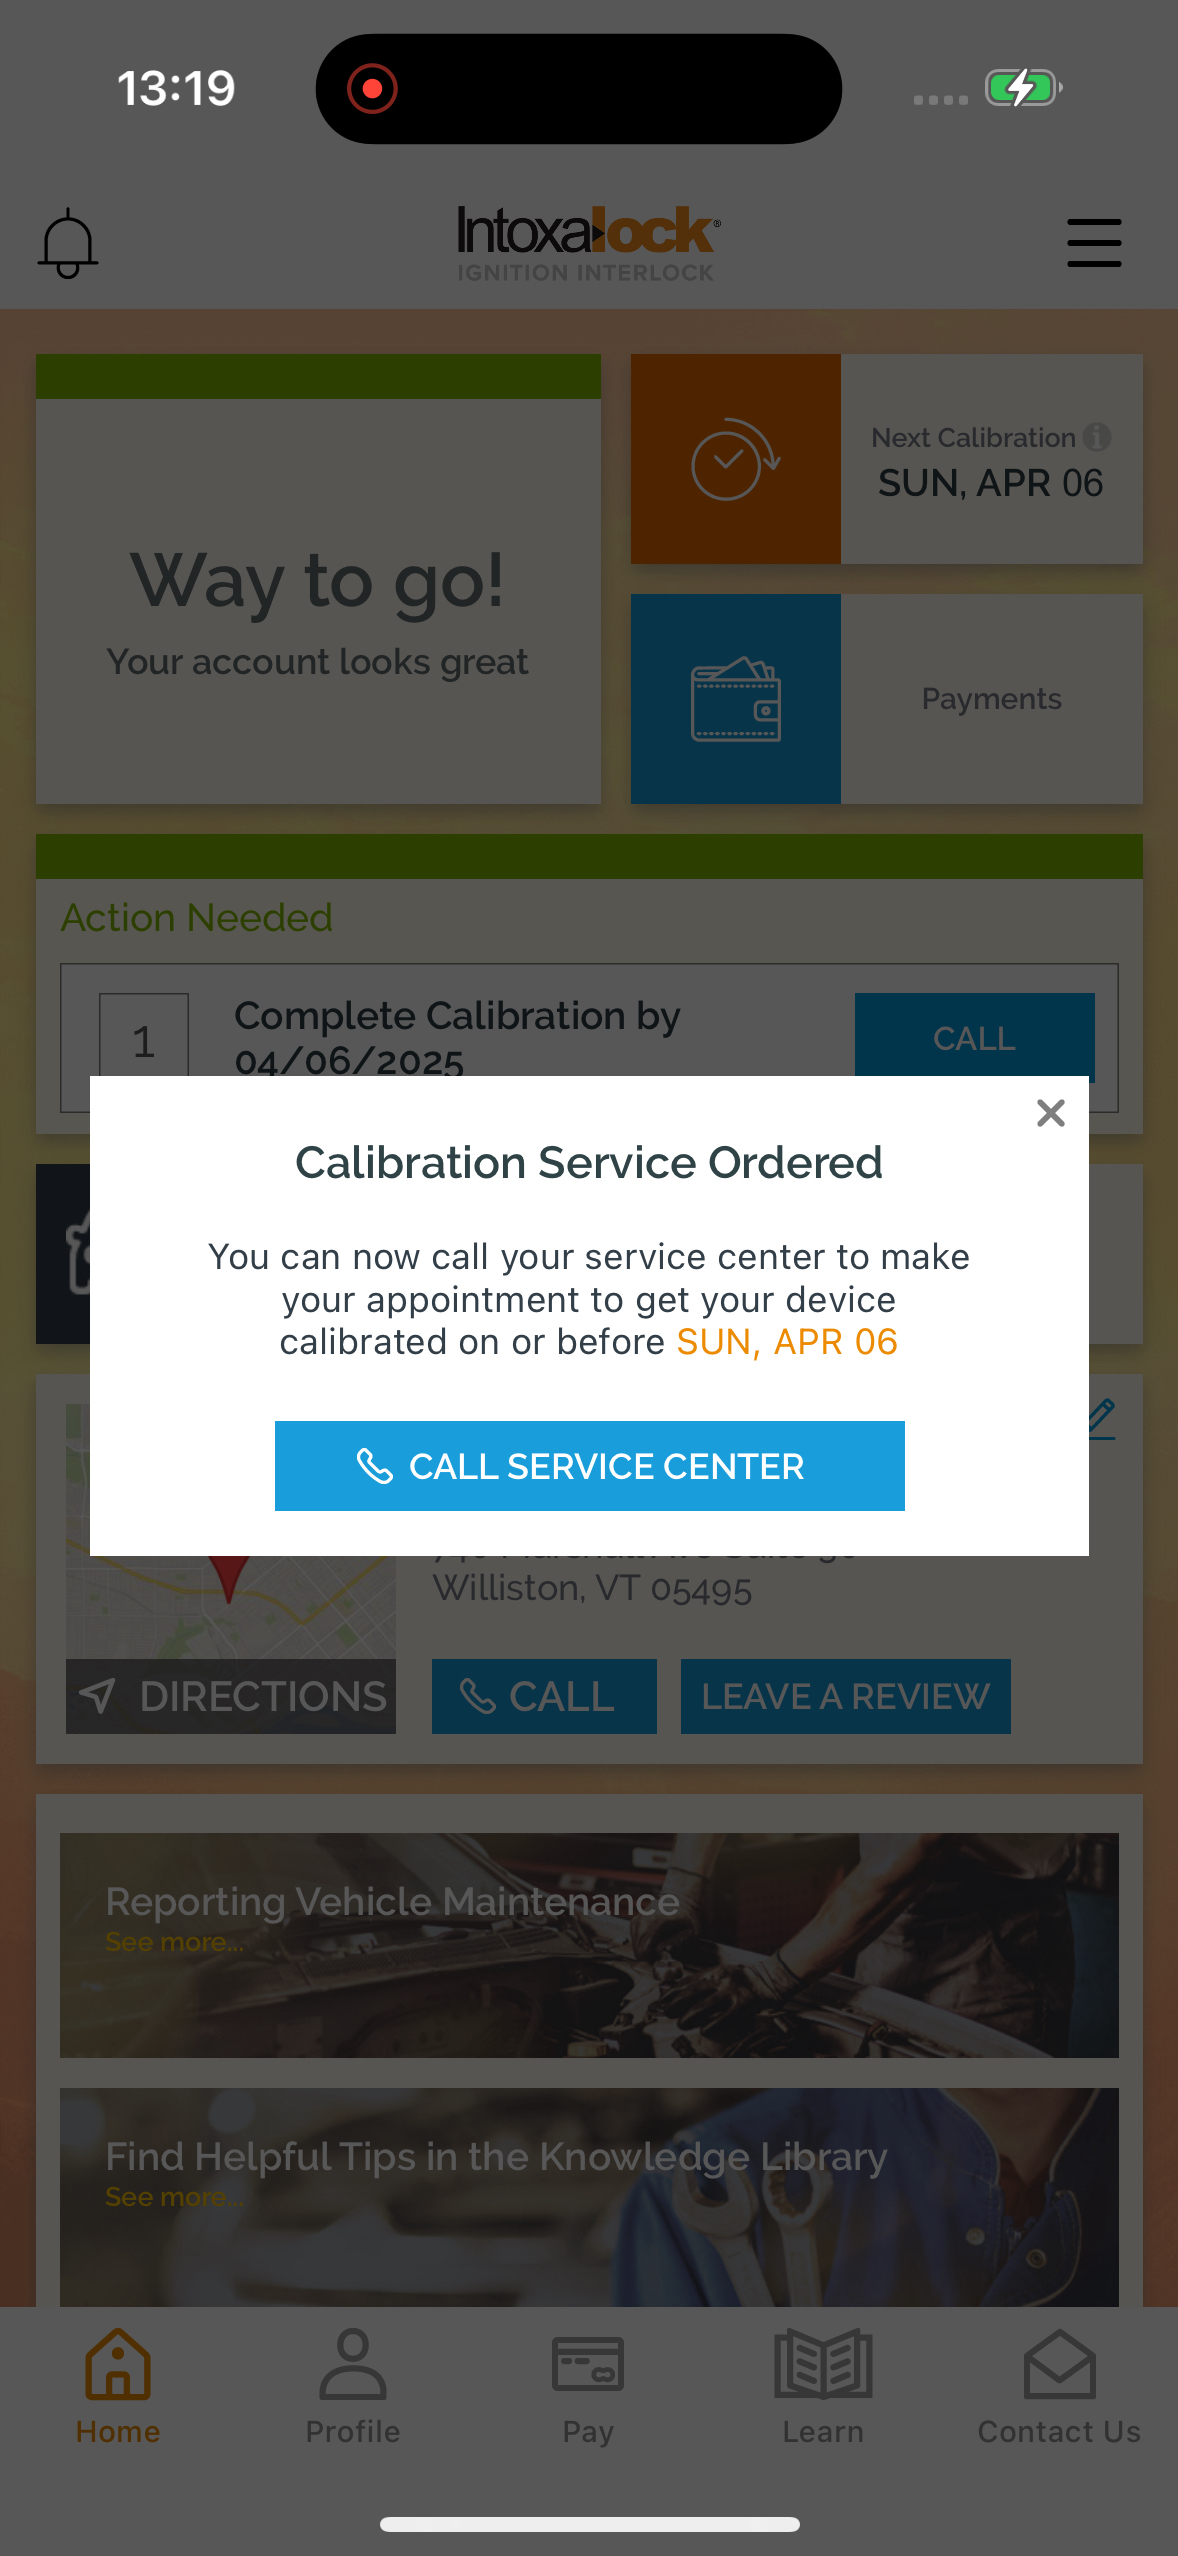 13:19
Intoxalock®
IGNITION INTERLOCK
Way to go!
Your account looks great
Next Calibration
SUN, APR 06
Payments
Action Needed
1
Complete Calibration by
04/06/2025
CALL
Calibration Service Ordered
You can now call your service center to make
your appointment to get your device
calibrated on or before SUN, APR 06
CALL SERVICE CENTER
Williston, VT 05495
DIRECTIONS
CALL
LEAVE A REVIEW
Reporting Vehicle Maintenance
See more...
Find Helpful Tips in the Knowledge Library
See more...
Home
Profile
Pay
Learn
Contact Us